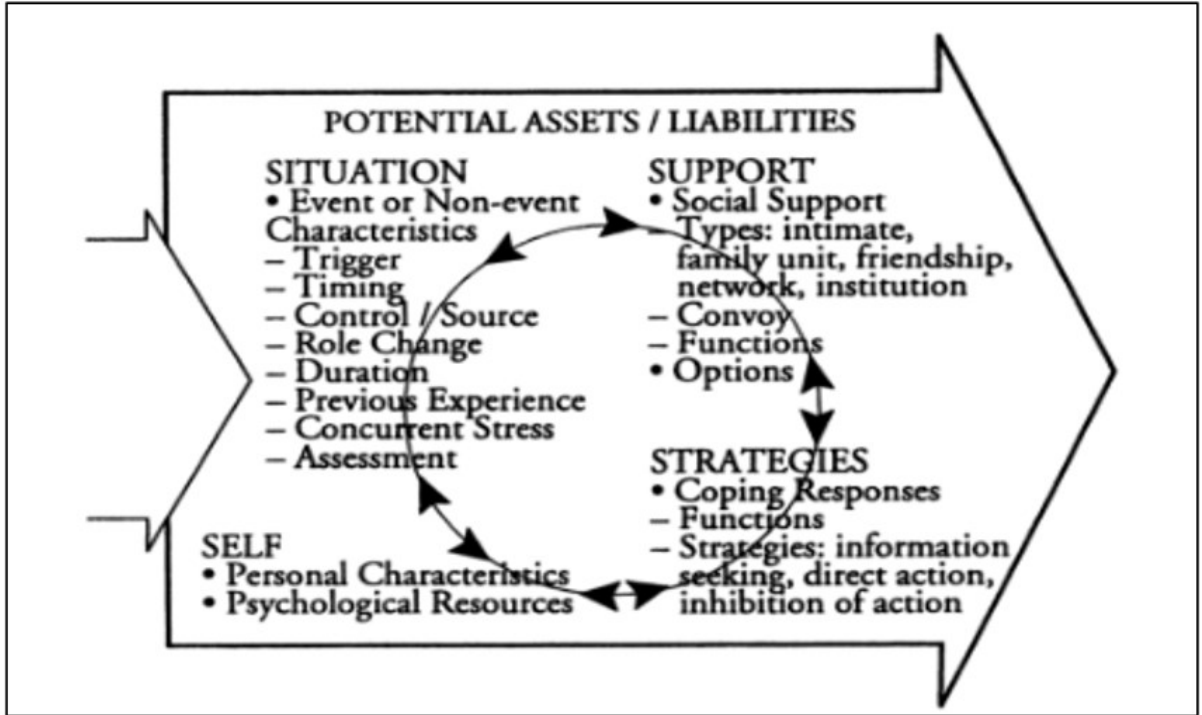 POTENTIAL ASSETS / LIABILITIES
SITUATION
• Event or Non-event
Characteristics
– Trigger
– Timing
– Control / Source
– Role Change
– Duration
– Previous Experience
– Concurrent Stress
– Assessment
SUPPORT
• Social Support
– Types: intimate,
family unit, friendship,
network, institution
– Convoy
– Functions
• Options
SELF
• Personal Characteristics
• Psychological Resources
STRATEGIES
• Coping Responses
– Functions
– Strategies: information
seeking, direct action,
inhibition of action